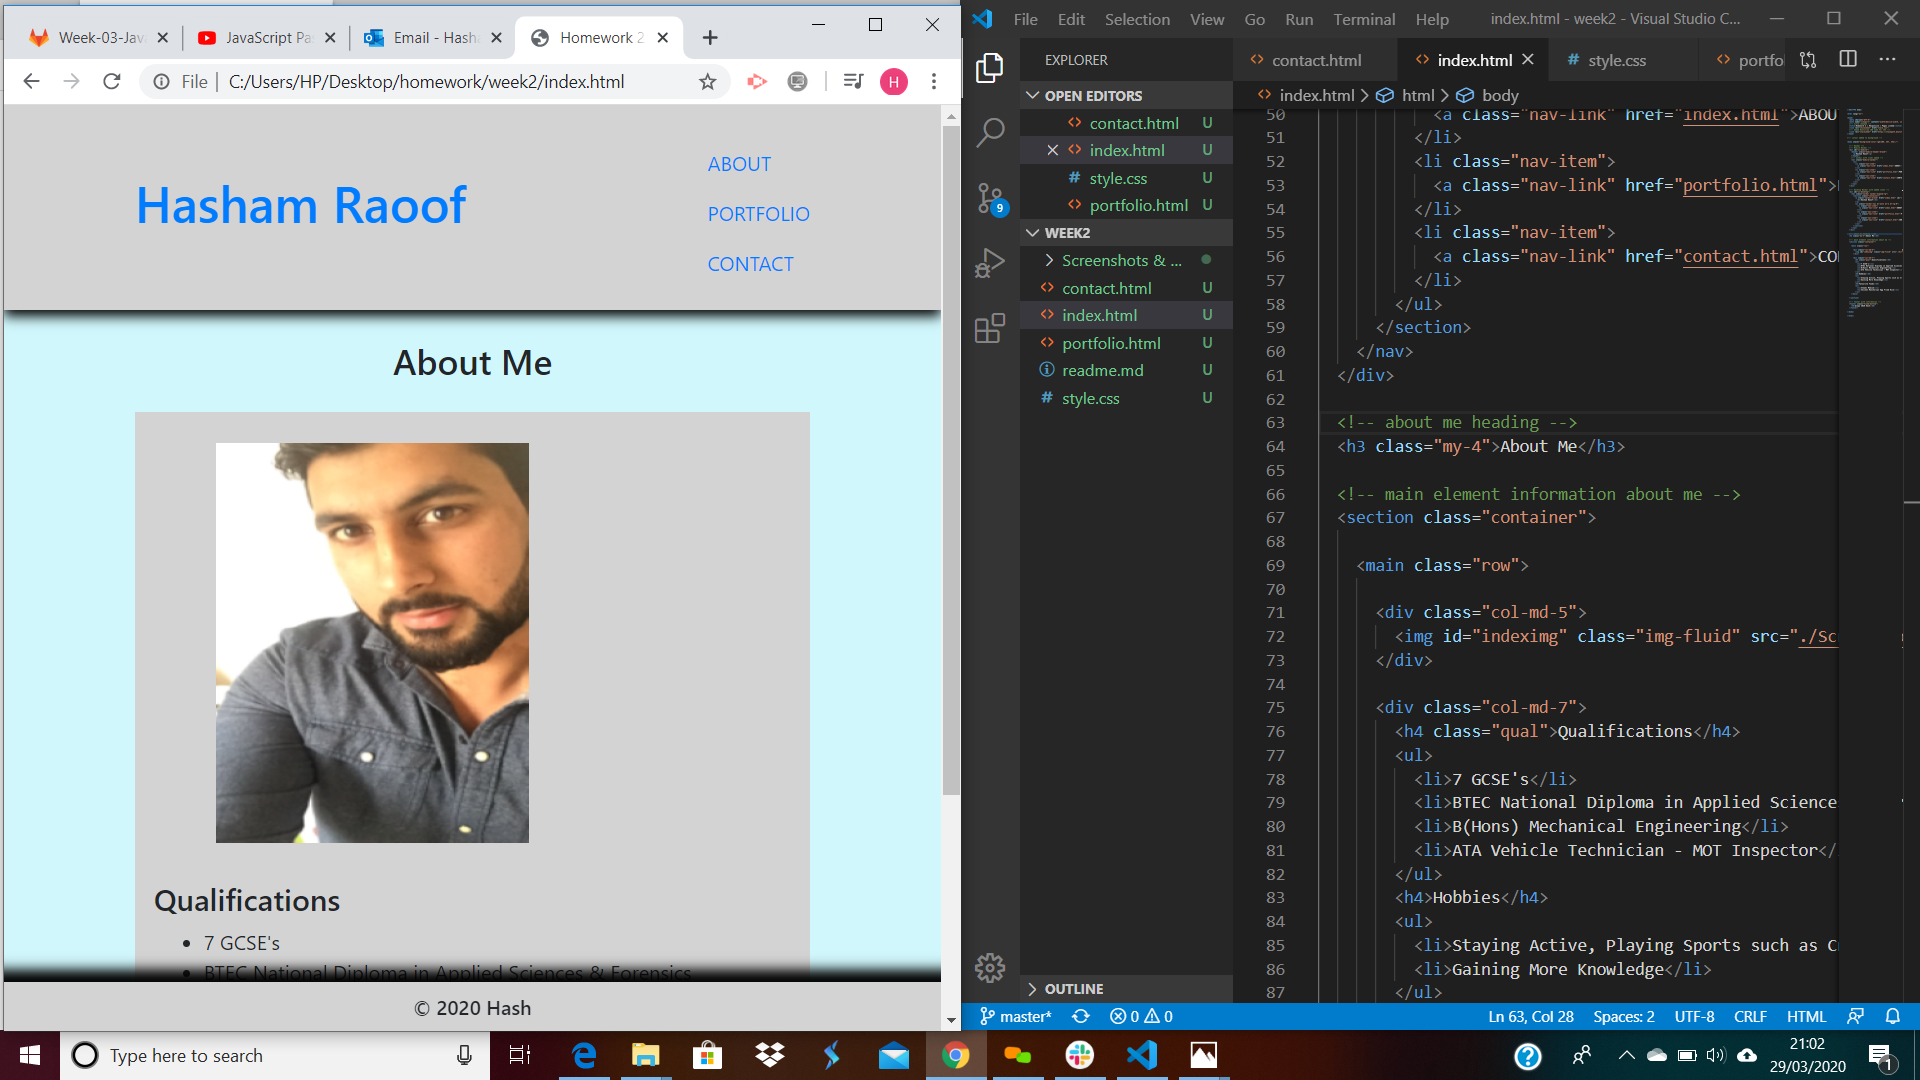 Week-03-Jav
JavaScript Pa
Email - Hash
Homework 2
File | C:/Users/HP/Desktop/homework/week2/index.html
H
Hasham Raoof
ABOUT
PORTFOLIO
CONTACT
About Me
Qualifications
7 GCSE's
BTEC National Diploma in Applied Sciences & Forensics
© 2020 Hash
File Edit Selection View Go Run Terminal Help
index.html - week2 - Visual Studio C...
EXPLORER
OPEN EDITORS
contact.html U
index.html U
style.css U
portfolio.html U
WEEK2
Screenshots & ...
contact.html U
index.html U
portfolio.html U
readme.md U
style.css U
OUTLINE
9
contact.html
index.html
style.css
portfo
index.html > html > body
50 <a class="nav-link" href="index.html">ABOU
51 </li>
52 <li class="nav-item">
53 <a class="nav-link" href="portfolio.html">
54 </li>
55 <li class="nav-item">
56 <a class="nav-link" href="contact.html">CO
57 </li>
58 </ul>
59 </section>
60 </nav>
61 </div>
62
63 <!-- about me heading -->
64 <h3 class="my-4">About Me</h3>
65
66 <!-- main element information about me -->
67 <section class="container">
68
69 <main class="row">
70
71 <div class="col-md-5">
72 <img id="indeximg" class="img-fluid" src="./Sc
73 </div>
74
75 <div class="col-md-7">
76 <h4 class="qual">Qualifications</h4>
77 <ul>
78 <li>7 GCSE's</li>
79 <li>BTEC National Diploma in Applied Science
80 <li>B(Hons) Mechanical Engineering</li>
81 <li>ATA Vehicle Technician - MOT Inspector</
82 </ul>
83 <h4>Hobbies</h4>
84 <ul>
85 <li>Staying Active, Playing Sports such as C
86 <li>Gaining More Knowledge</li>
87 </ul>
master* 0 0 Ln 63, Col 28 Spaces: 2 UTF-8 CRLF HTML
Type here to search
21:02
29/03/2020
1